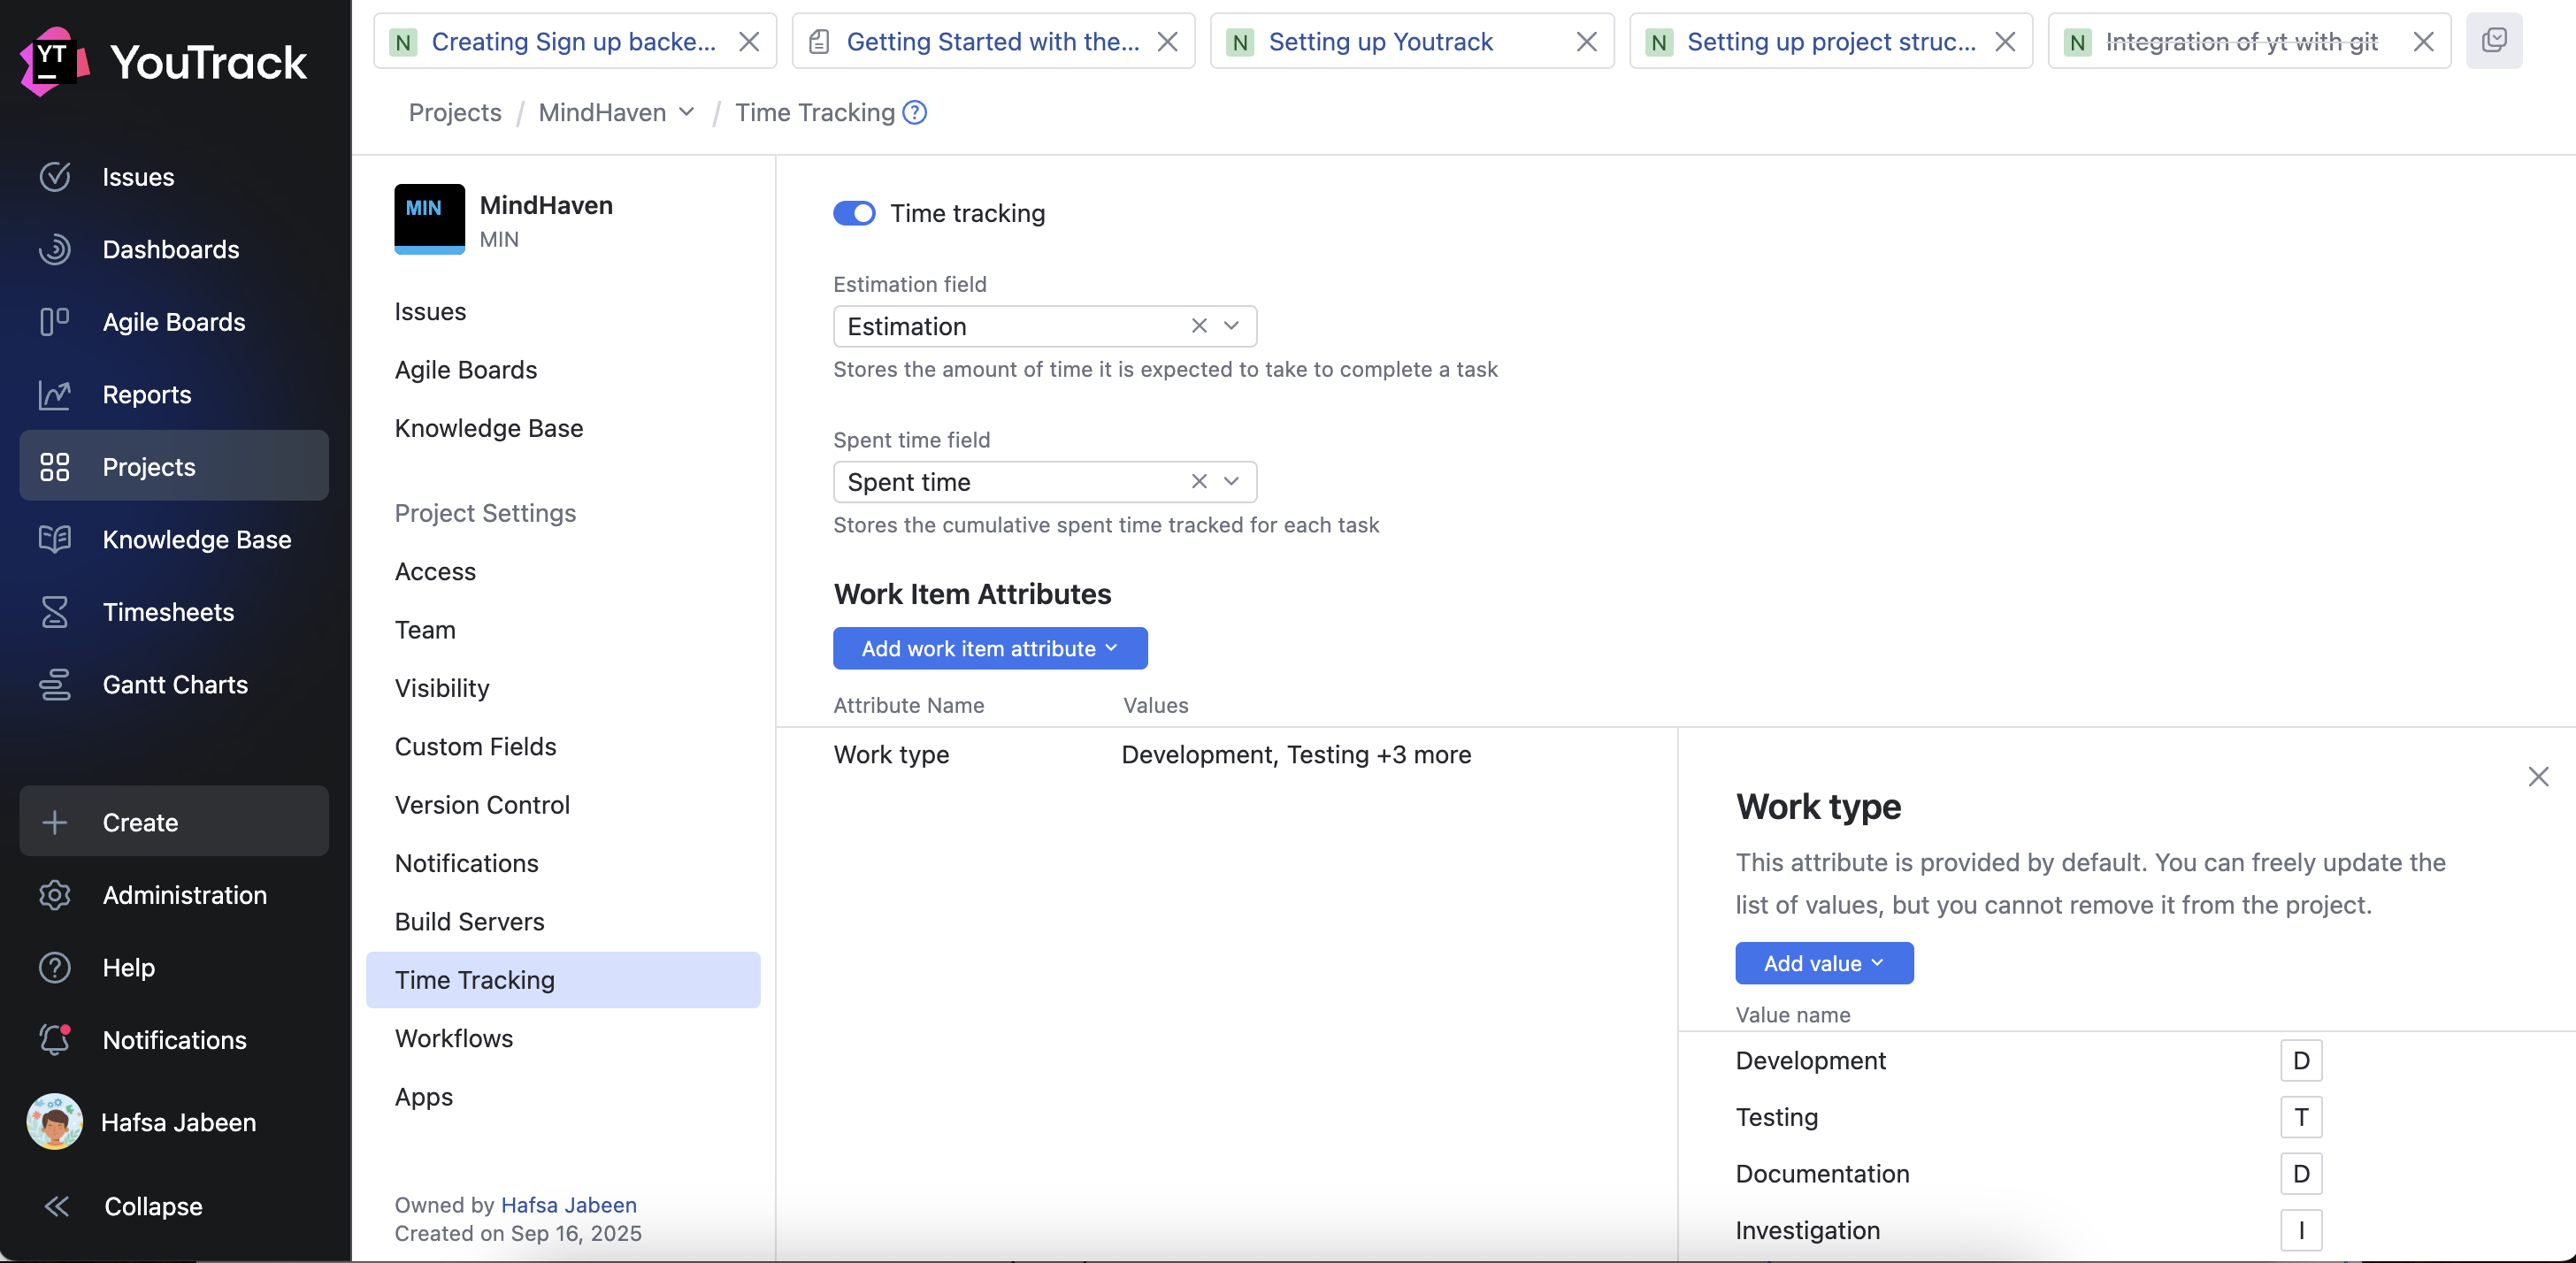 YT YouTrack
Issues
Dashboards
Agile Boards
Reports
Projects
Knowledge Base
Timesheets
Gantt Charts
Create
Administration
Help
Notifications
Hafsa Jabeen
Collapse
N Creating Sign up backe...
Getting Started with the...
N Setting up Youtrack
N Setting up project struc...
N Integration of yt with git
Projects / MindHaven / Time Tracking ?
MIN
MindHaven
MIN
Issues
Agile Boards
Knowledge Base
Project Settings
Access
Team
Visibility
Custom Fields
Version Control
Notifications
Build Servers
Time Tracking
Workflows
Apps
Owned by Hafsa Jabeen
Created on Sep 16, 2025
Time tracking
Estimation field
Estimation
Stores the amount of time it is expected to take to complete a task
Spent time field
Spent time
Stores the cumulative spent time tracked for each task
Work Item Attributes
Add work item attribute
Attribute Name Values
Work type Development, Testing +3 more
Work type
This attribute is provided by default. You can freely update the
list of values, but you cannot remove it from the project.
Add value
Value name
Development D
Testing T
Documentation D
Investigation I